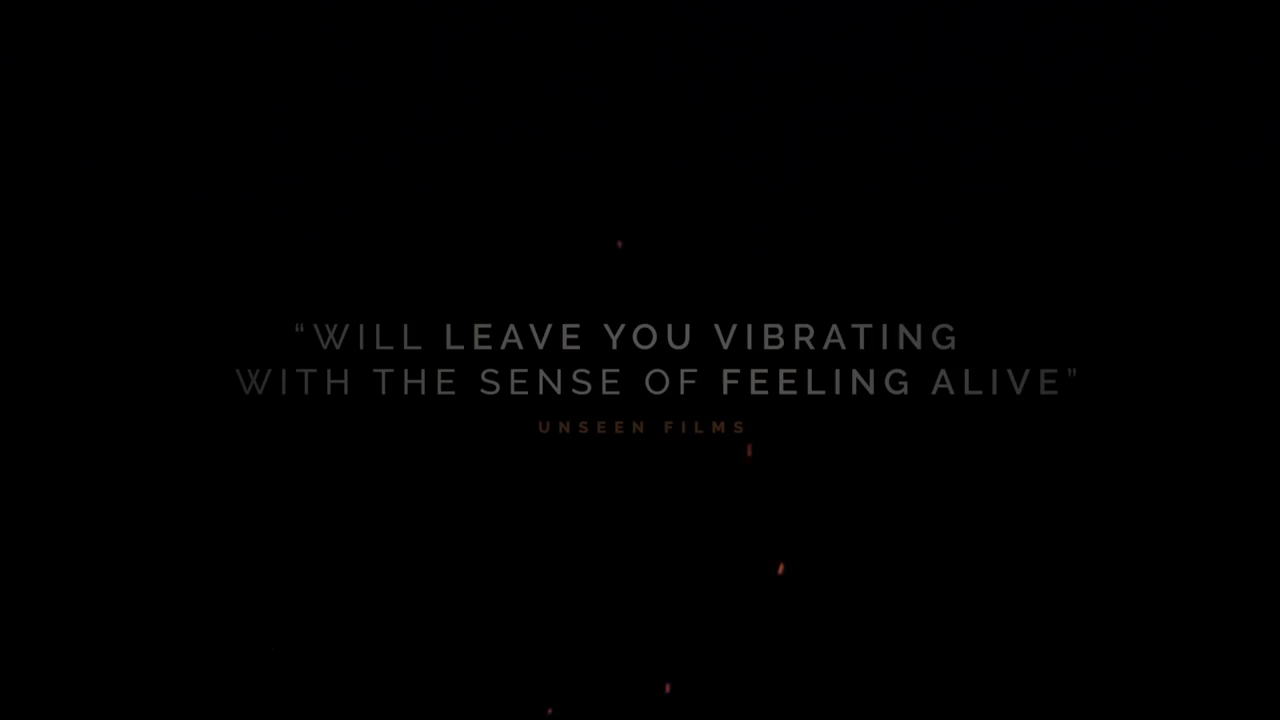 “WILL LEAVE YOU VIBRATING
WITH THE SENSE OF FEELING ALIVE”
UNSEEN FILMS